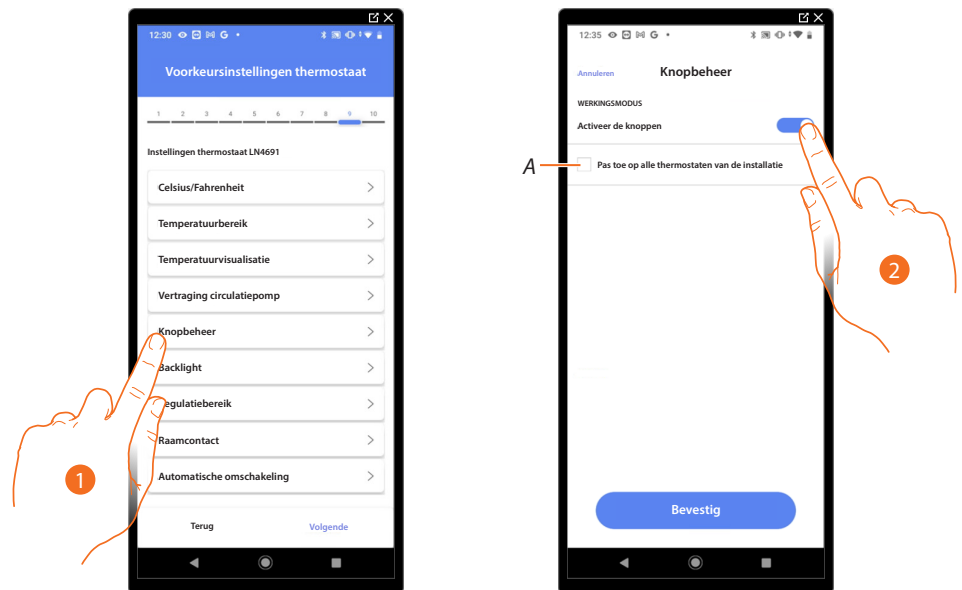 12:30 G
Voorkeursinstellingen thermostaat
1 2 3 4 5 6 7 8 9 10
Instellingen thermostaat LN4691
Celsius/Fahrenheit
Temperatuurbereik
Temperatuurvisualisatie
Vertraging circulatiepomp
Knopbeheer
Backlight
egulatiebereik
Raamcontact
Automatische omschakeling
Terug Volgende
1
12:35 G
Annuleren Knopbeheer
WERKINGSMODUS
Activeer de knoppen
A
Pas toe op alle thermostaten van de installatie
2
Bevestig